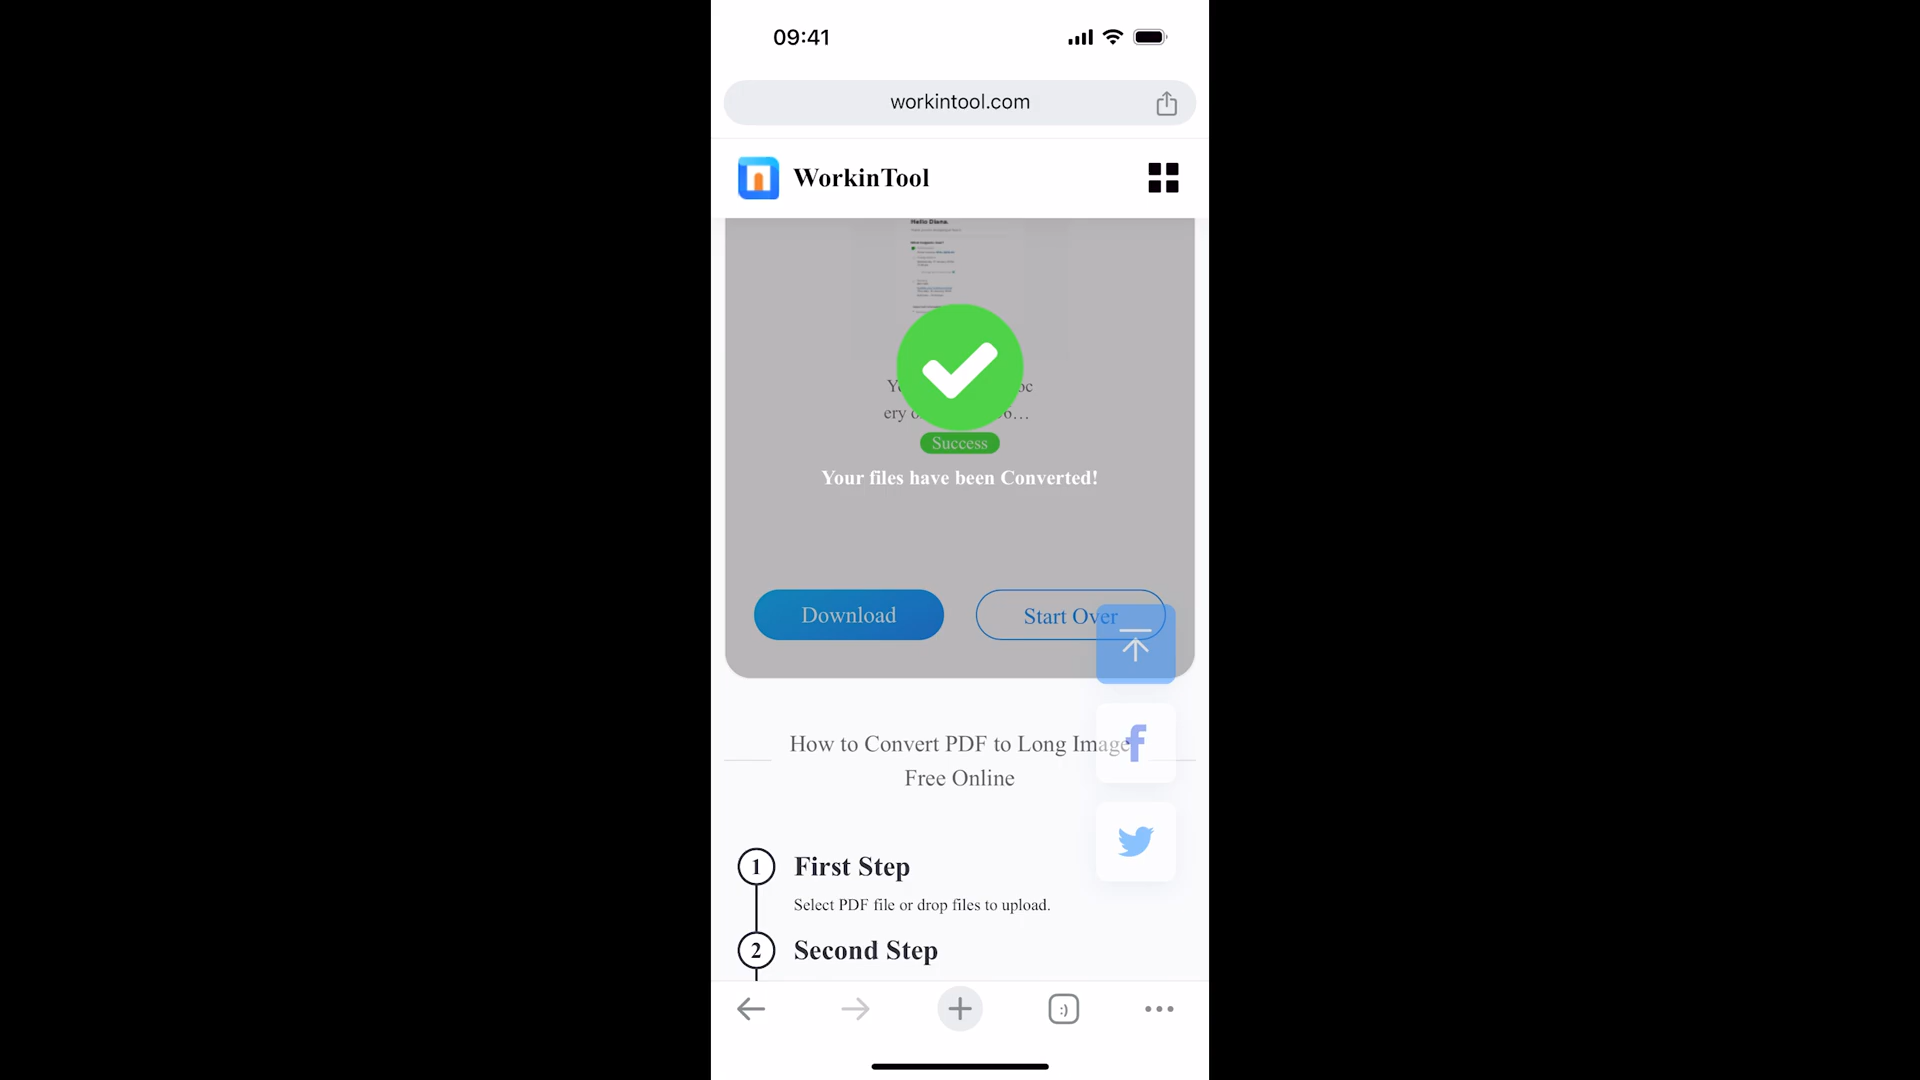 09:41
workintool.com
WorkinTool
Hello Diana,
Success
Your files have been Converted!
Download
Start Over
How to Convert PDF to Long Image
Free Online
1
First Step
Select PDF file or drop files to upload.
2
Second Step
:)